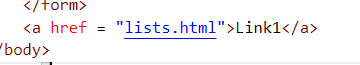 </form>
<a href = "lists.html">Link1</a>
/body>